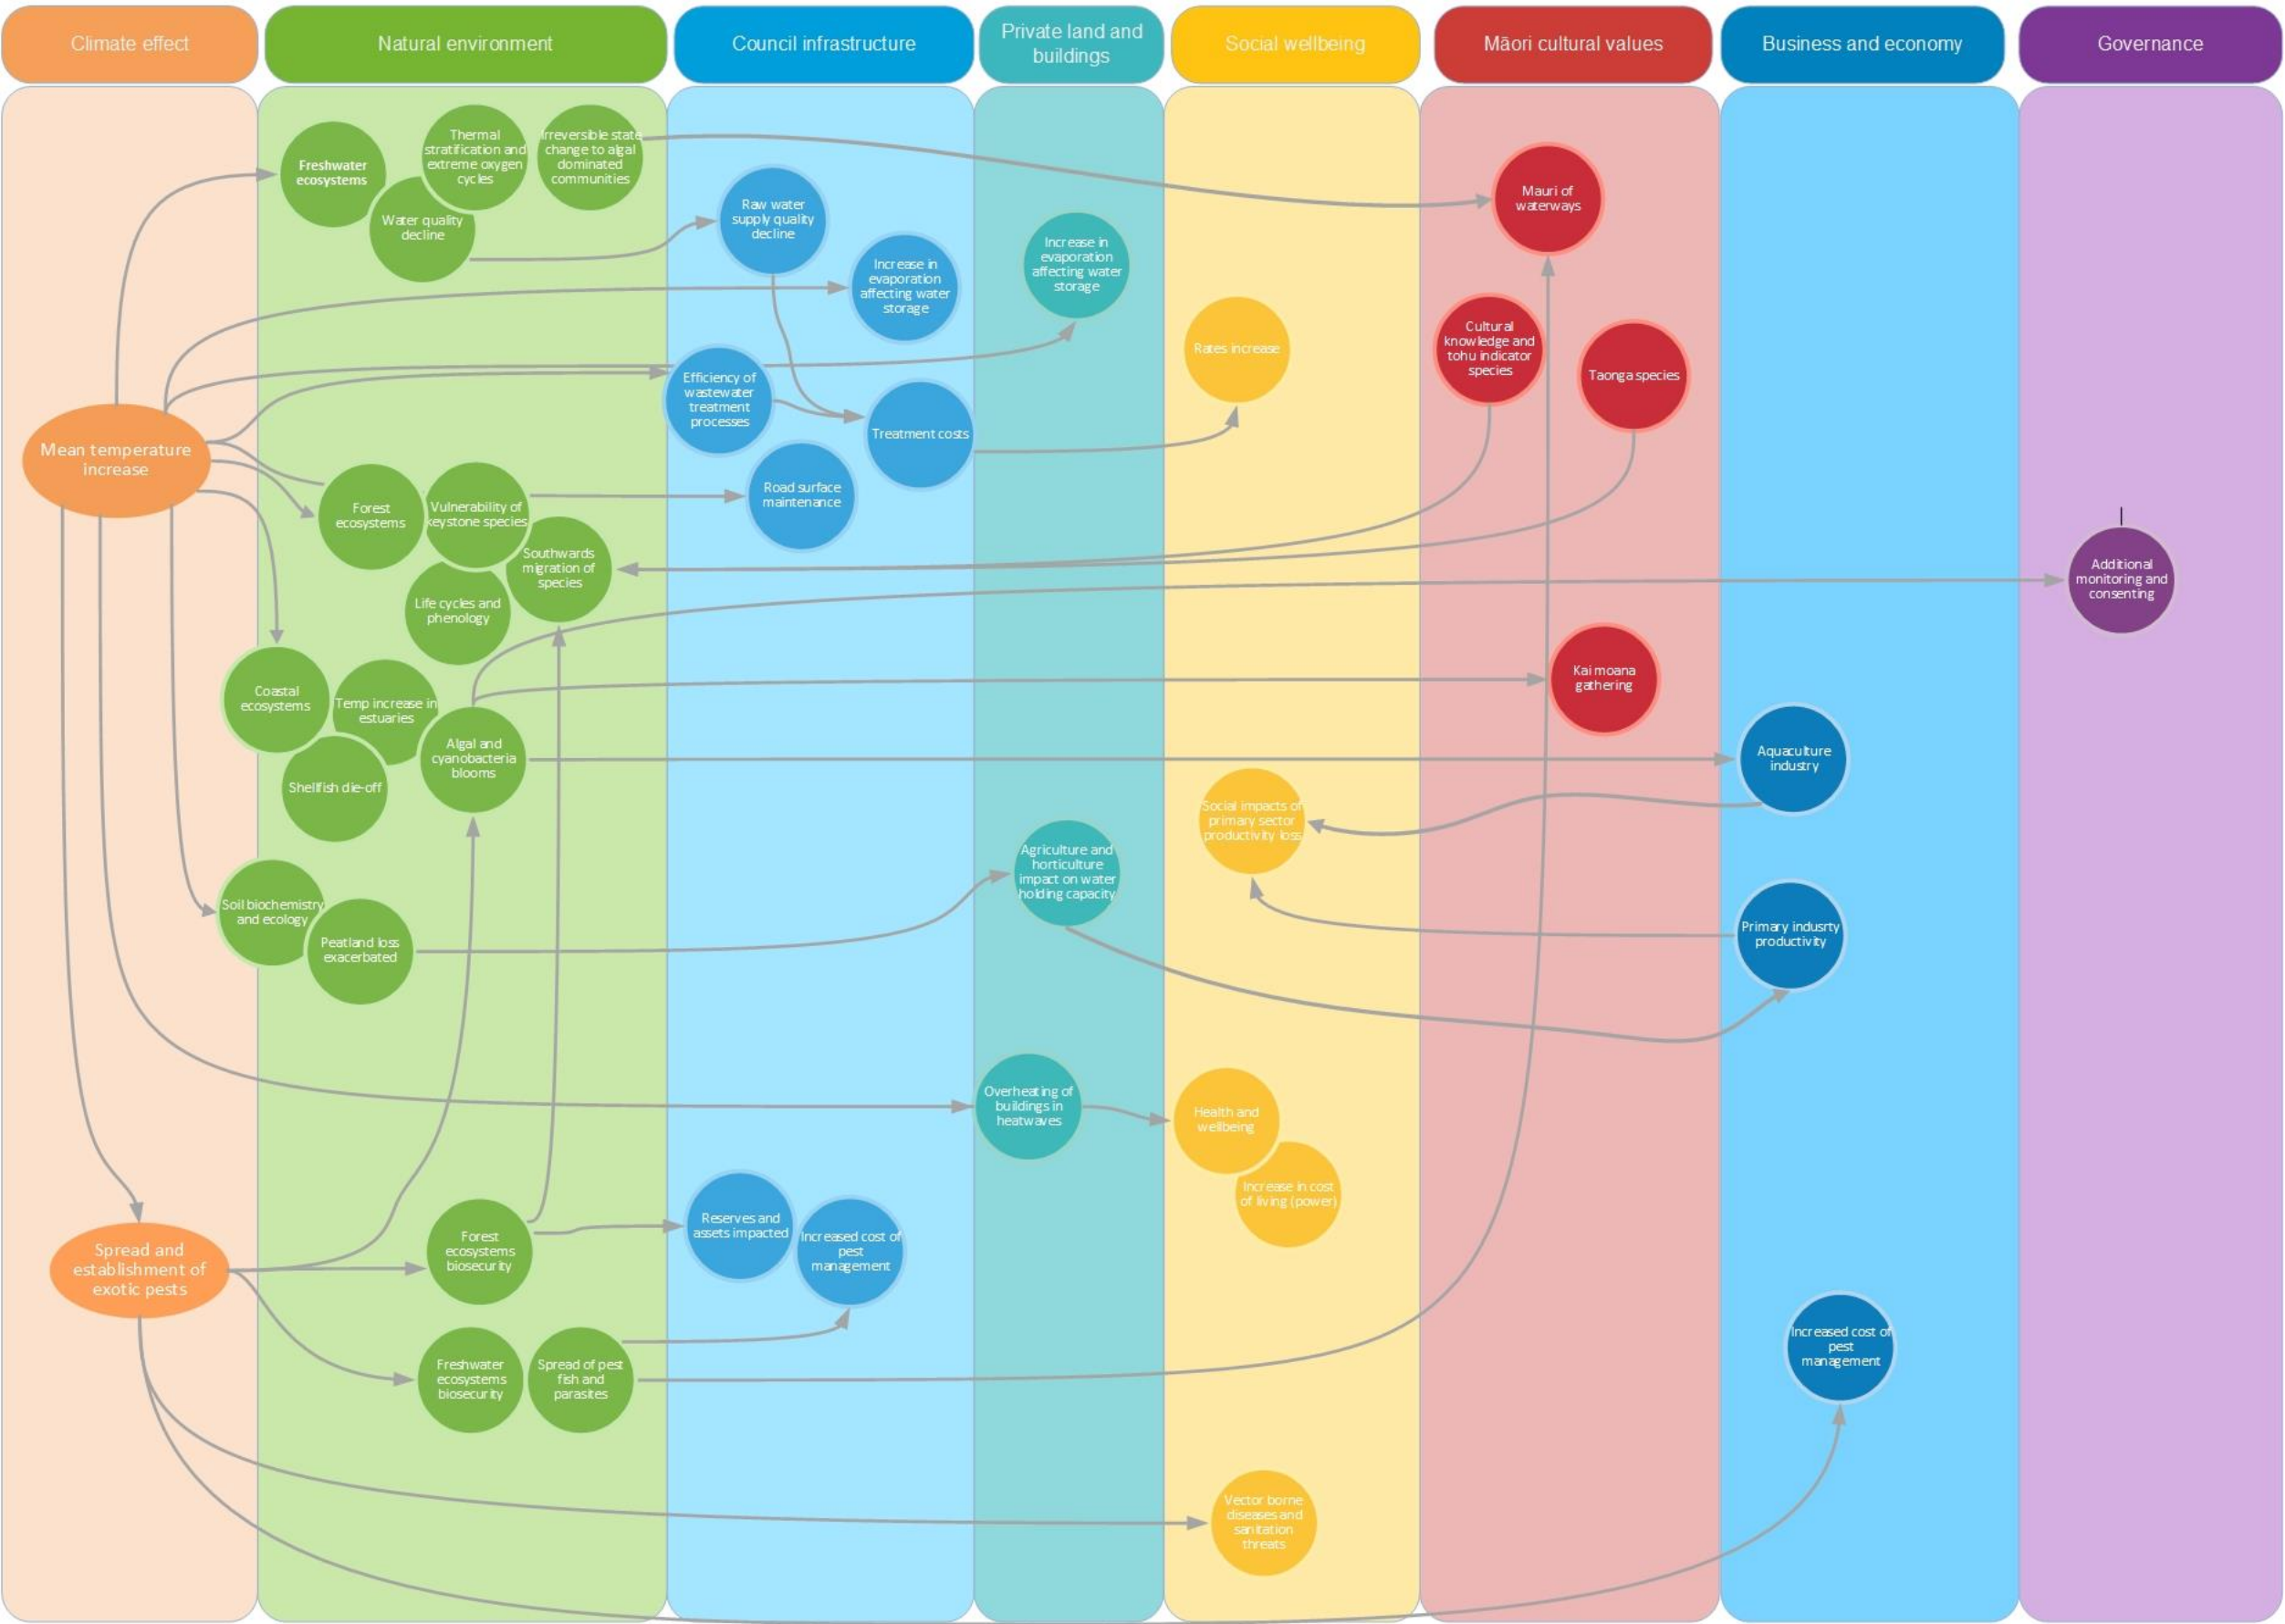 Climate effect
Natural environment
Council infrastructure
Private land and
buildings
Social wellbeing
Māori cultural values
Business and economy
Governance
Mean temperature
increase
Spread and
establishment of
exotic pests
Freshwater
ecosystems
Thermal
stratification and
extreme oxygen
cycles
Irreversible state
change to algal
dominated
communities
Water quality
decline
Forest
ecosystems
Vulnerability of
keystone species
Southwards
migration of
species
Life cycles and
phenology
Coastal
ecosystems
Temp increase in
estuaries
Algal and
cyanobacteria
blooms
Shellfish die-off
Soil biochemistry
and ecology
Peatland loss
exacerbated
Forest
ecosystems
biosecurity
Freshwater
ecosystems
biosecurity
Spread of pest
fish and
parasites
Raw water
supply quality
decline
Increase in
evaporation
affecting water
storage
Efficiency of
wastewater
treatment
processes
Treatment costs
Road surface
maintenance
Reserves and
assets impacted
Increased cost of
pest
management
Increase in
evaporation
affecting water
storage
Agriculture and
horticulture
impact on water
holding capacity
Overheating of
buildings in
heatwaves
Rates increase
Social impacts of
primary sector
productivity loss
Health and
wellbeing
Increase in cost
of living (power)
Vector borne
diseases and
sanitation
threats
Mauri of
waterways
Cultural
knowledge and
tohu indicator
species
Taonga species
Kai moana
gathering
Aquaculture
industry
Primary indusrty
productivity
Increased cost of
pest
management
Additional
monitoring and
consenting